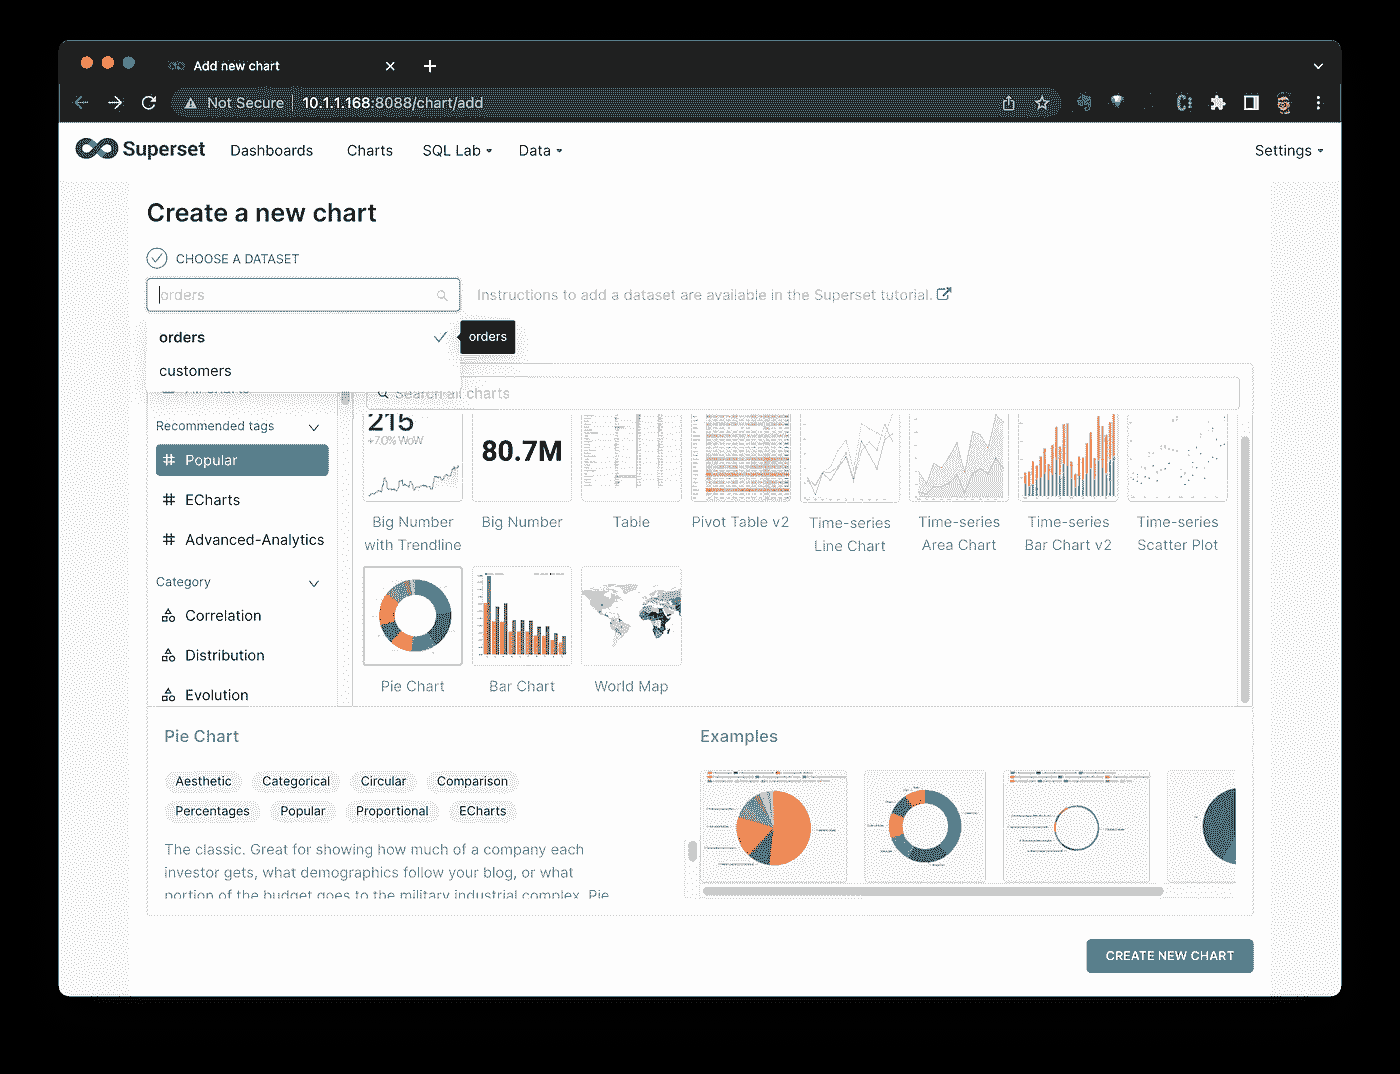 Add new chart
Not Secure
10.1.1.168:8088/chart/add
Superset
Dashboards
Charts
SQL Lab
Data
Settings
Create a new chart
CHOOSE A DATASET
orders
Instructions to add a dataset are available in the Superset tutorial.
orders
orders
customers
Search all charts
Recommended tags
# Popular
# ECharts
# Advanced-Analytics
Category
Correlation
Distribution
Evolution
215
+7.0% WoW
80.7M
Big Number
with Trendline
Big Number
Table
Pivot Table v2
Time-series
Line Chart
Time-series
Area Chart
Time-series
Bar Chart v2
Time-series
Scatter Plot
Pie Chart
Bar Chart
World Map
Pie Chart
Aesthetic
Categorical
Circular
Comparison
Percentages
Popular
Proportional
ECharts
The classic. Great for showing how much of a company each
investor gets, what demographics follow your blog, or what
portion of the budget goes to the military industrial complex. Pie
Examples
CREATE NEW CHART